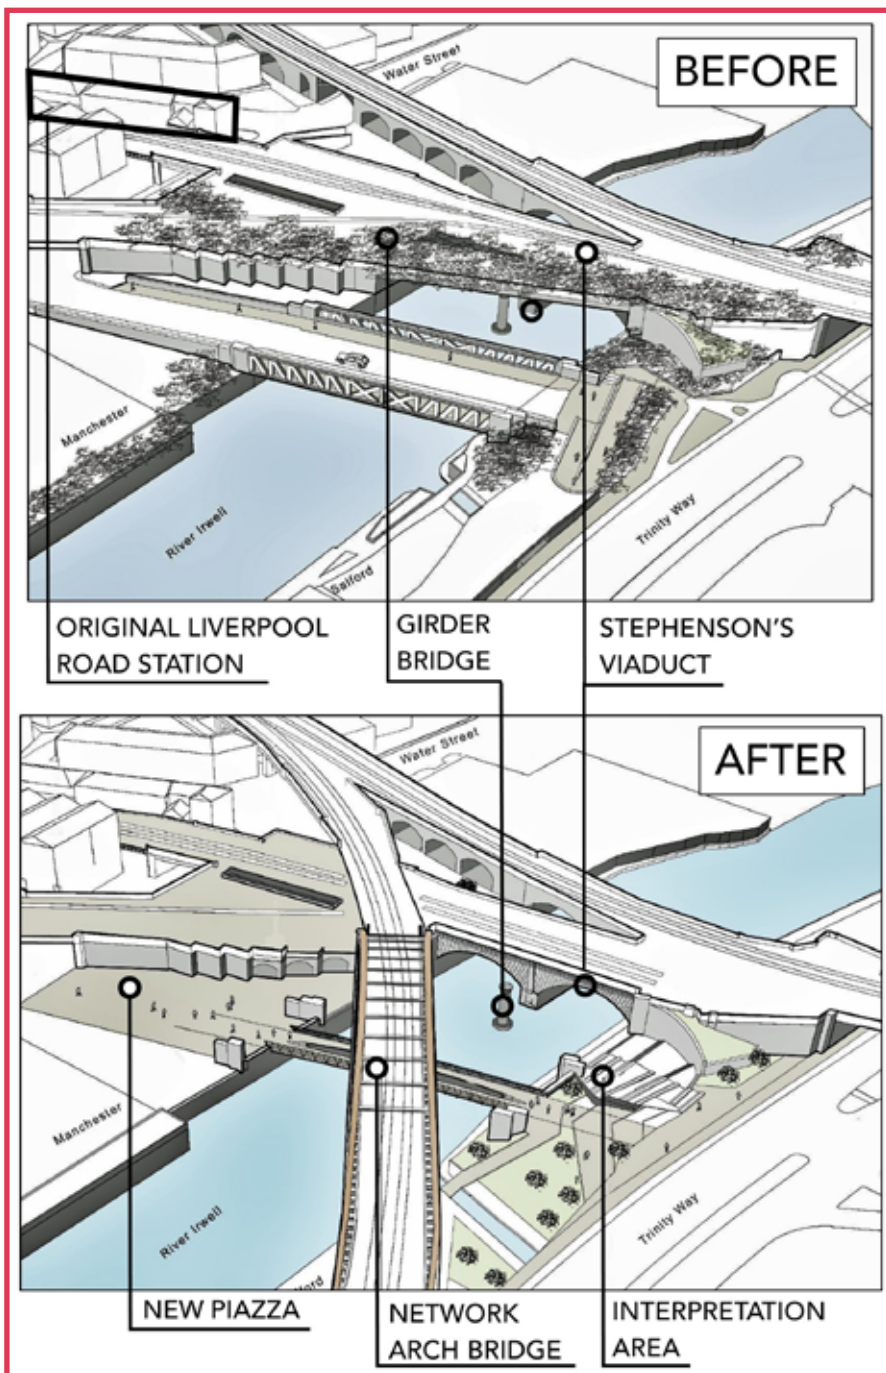 BEFORE
Water Street
Manchester
River Irwell
Salford
Trinity Way
ORIGINAL LIVERPOOL
ROAD STATION
GIRDER
BRIDGE
STEPHENSON'S
VIADUCT
AFTER
Water Street
Manchester
River Irwell
ford
Trinity Way
NEW PIAZZA
NETWORK
ARCH BRIDGE
INTERPRETATION
AREA